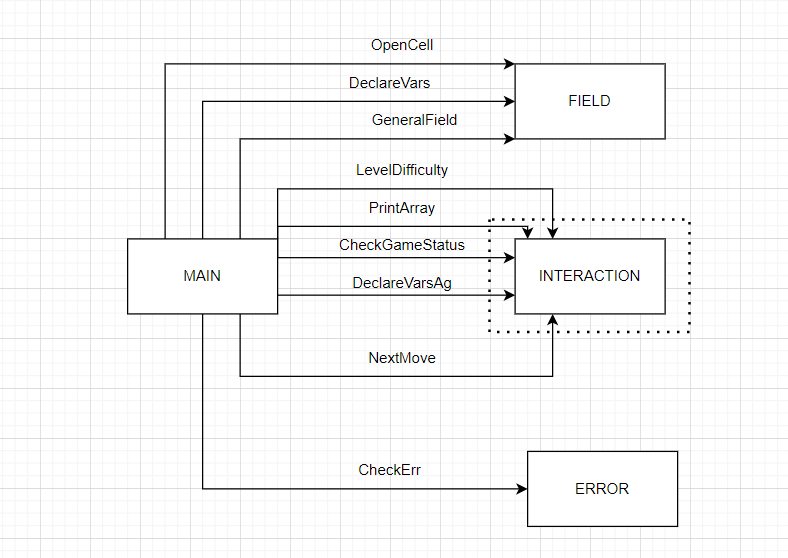 OpenCell
DeclareVars
FIELD
GeneralField
LevelDifficulty
PrintArray
CheckGameStatus
MAIN
INTERACTION
DeclareVarsAg
NextMove
CheckErr
ERROR